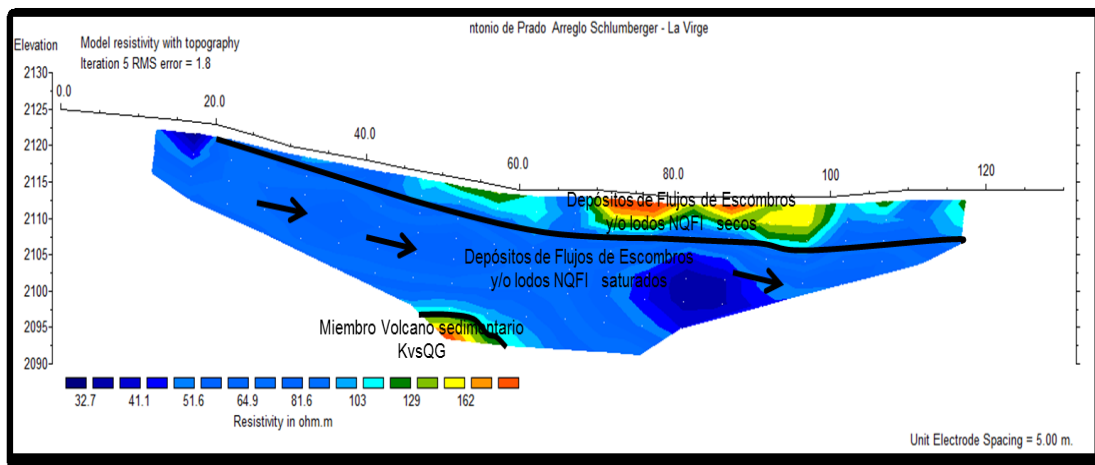 ntonio de Prado Arreglo Schlumberger - La Virge
Elevation
Model resistivity with topography
Iteration 5 RMS error = 1.8
2130
2125
2120
2115
2110
2105
2100
2095
2090
0.0
20.0
40.0
60.0
80.0
100
120
Depósitos de Flujos de Escombros
y/o lodos NQFI secos
Depósitos de Flujos de Escombros
y/o lodos NQFI saturados
Miembro Volcano sedimentario
KvsQG
32.7 41.1 51.6 64.9 81.6 103 129 162
Resistivity in ohm.m
Unit Electrode Spacing = 5.00 m.